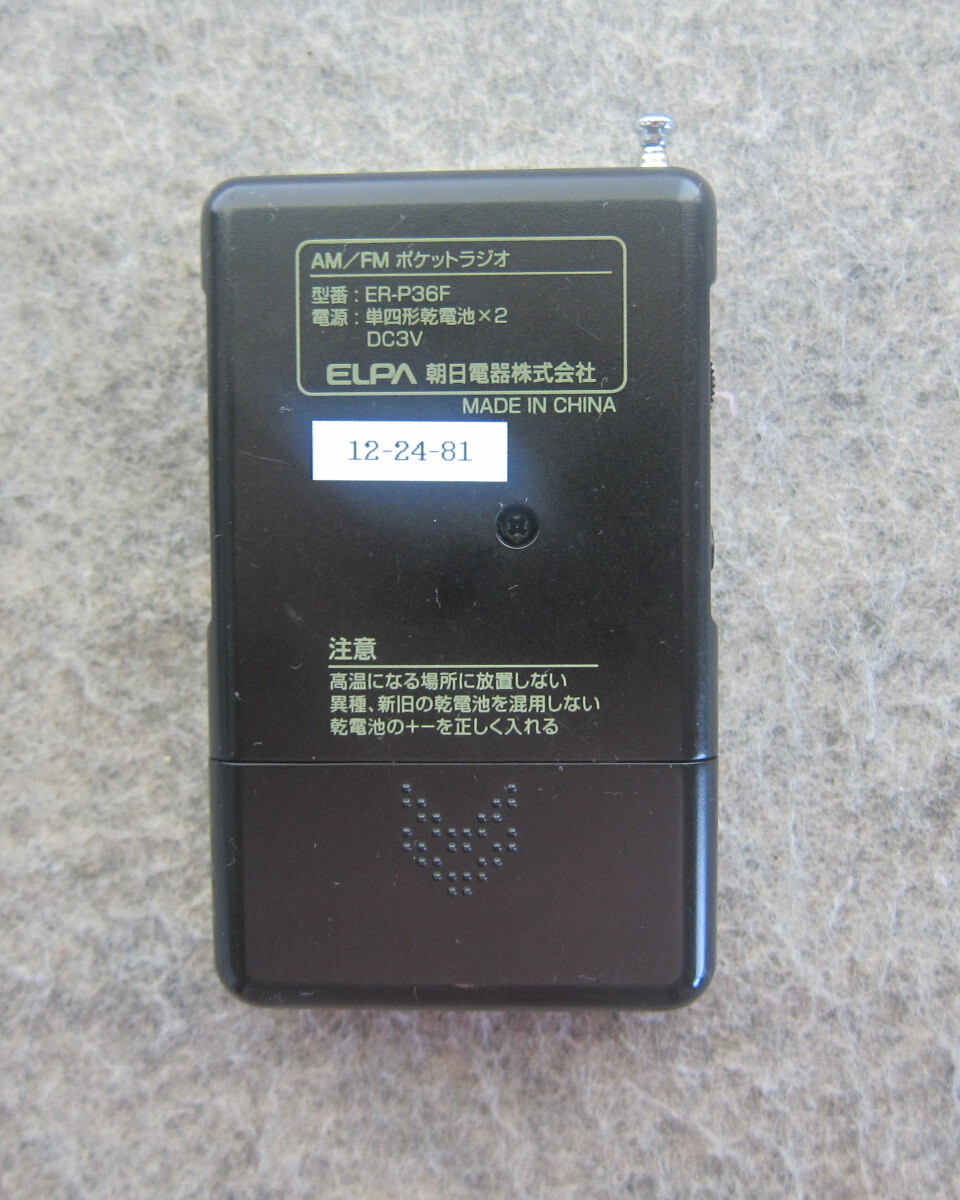 AM／FM ポケットラジオ
型番 : ER-P36F
電源 : 単四形乾電池×2
DC3V
ELPA 朝日電器株式会社
MADE IN CHINA
12-24-81
注意
高温になる場所に放置しない
異種、新旧の乾電池を混用しない
乾電池の＋−を正しく入れる